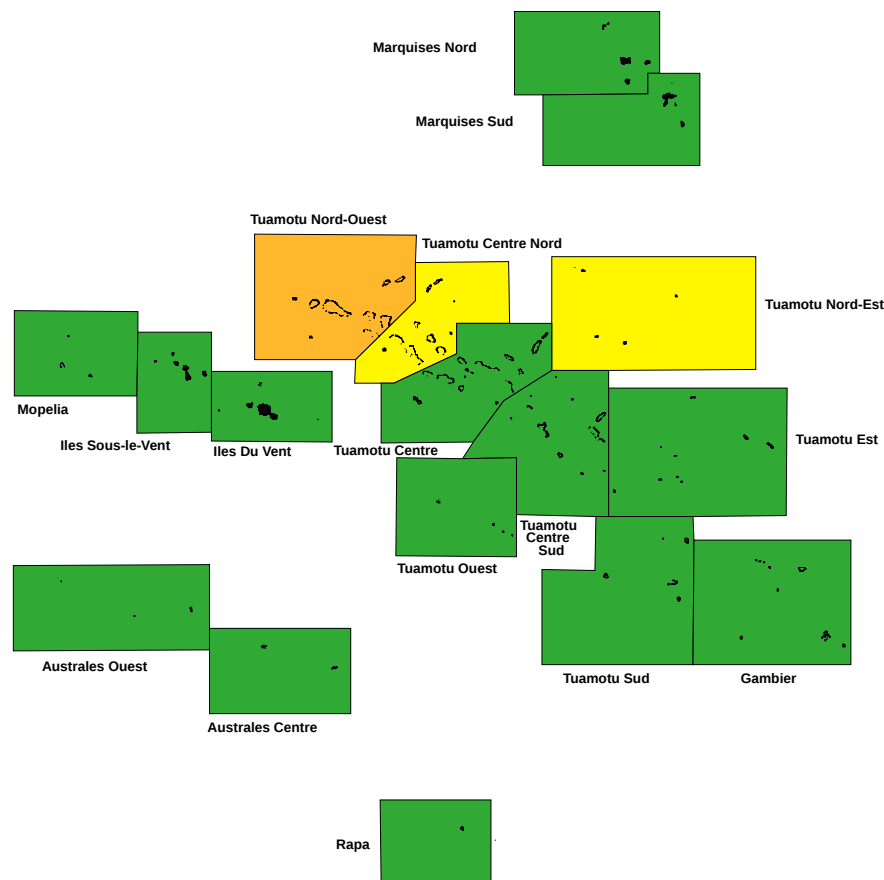 Marquises Nord
Marquises Sud
Tuamotu Nord-Ouest
Tuamotu Centre Nord
Tuamotu Nord-Est
Mopelia
Iles Sous-le-Vent
Iles Du Vent
Tuamotu Centre
Tuamotu Est
Tuamotu
Centre
Sud
Tuamotu Ouest
Australes Ouest
Tuamotu Sud
Gambier
Australes Centre
Rapa